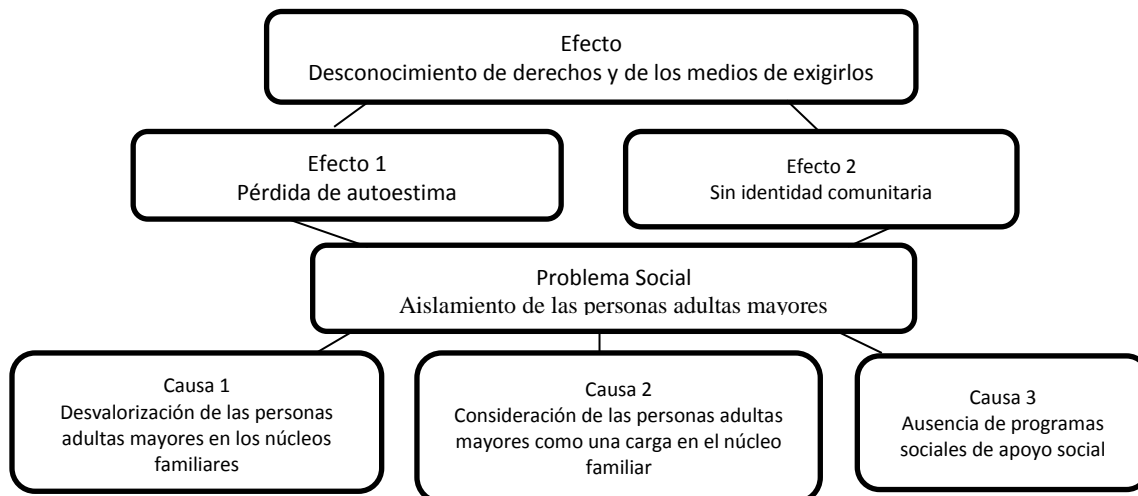 Efecto
Desconocimiento de derechos y de los medios de exigirlos
Efecto 1
Pérdida de autoestima
Efecto 2
Sin identidad comunitaria
Problema Social
Aislamiento de las personas adultas mayores
Causa 1
Desvalorización de las personas
adultas mayores en los núcleos
familiares
Causa 2
Consideración de las personas adultas
mayores como una carga en el núcleo
familiar
Causa 3
Ausencia de programas
sociales de apoyo social